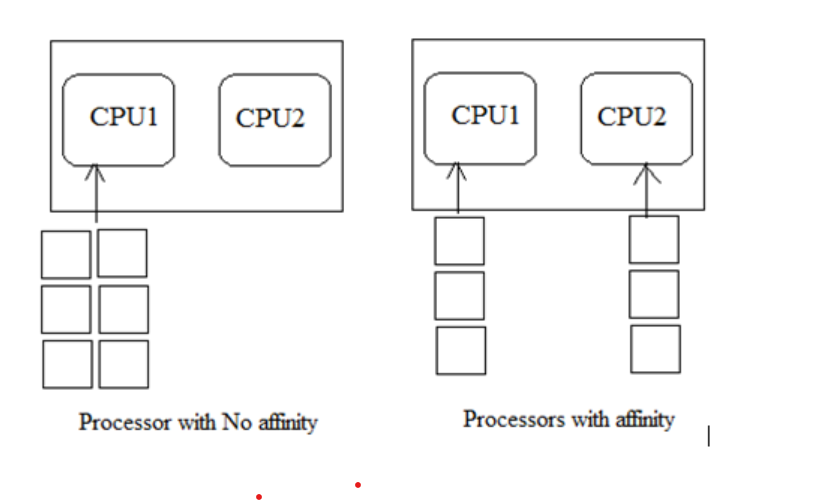 CPU1
CPU2
CPU1
CPU2
Processor with No affinity
Processors with affinity